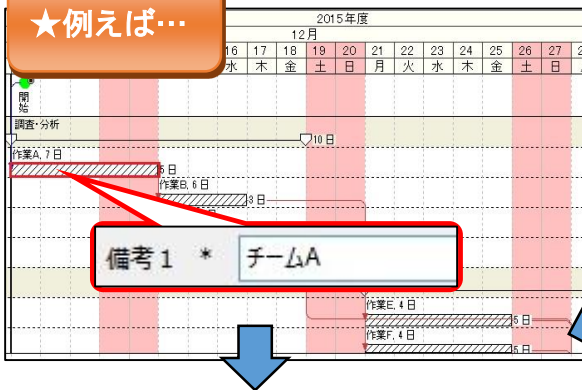 ★例えば…
2015年度
12月
16 17 18 19 20 21 22 23 24 25 26 27
水 木 金 土 日 月 火 水 木 金 土 日
開始
調査・分析
10日
作業A, 7日
5日
作業B, 6日
3日
備考1 * チームA
作業E, 4日
5日
作業F, 4日
5日